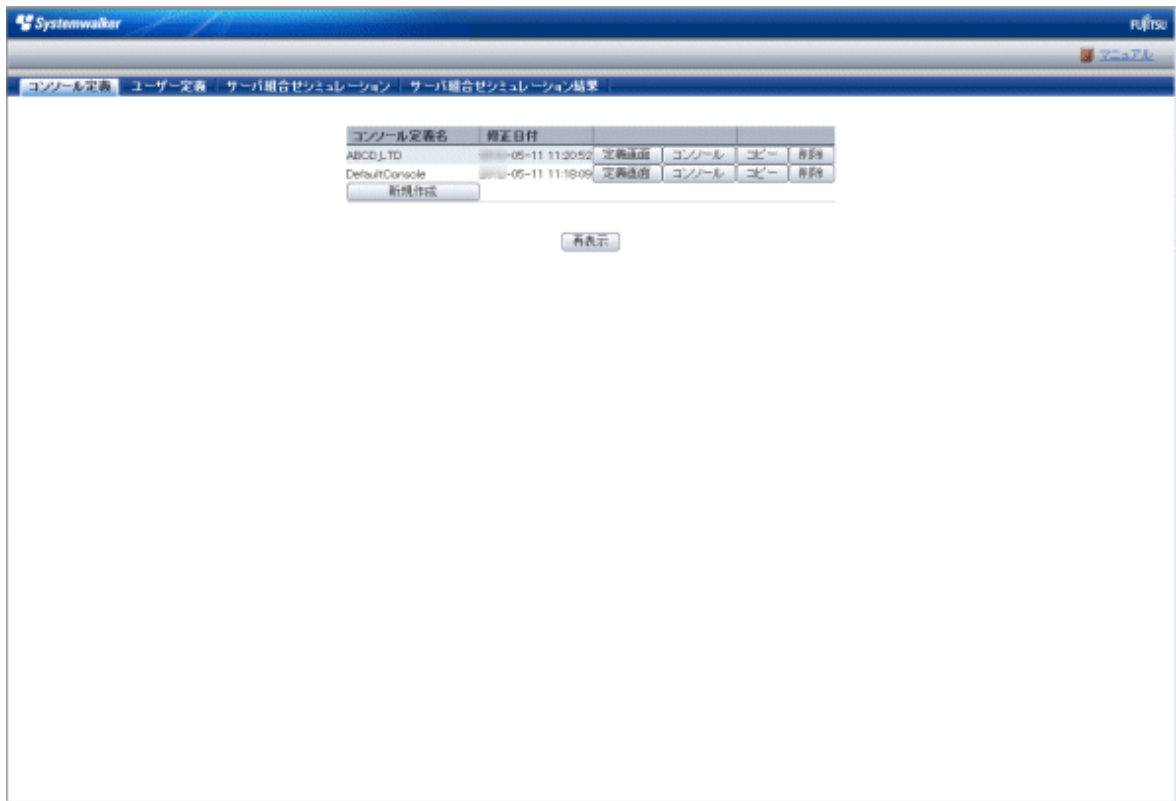 Systemwalker
FUJITSU
マニュアル
コンソール定義 ユーザー定義 サーバ組合せシミュレーション サーバ組合せシミュレーション結果
コンソール定義名 修正日付
ABCD_LTD -05-11 11:20:52 定義画面 コンソール コピー 削除
DefaultConsole -05-11 11:18:09 定義画面 コンソール コピー 削除
新規作成
再表示